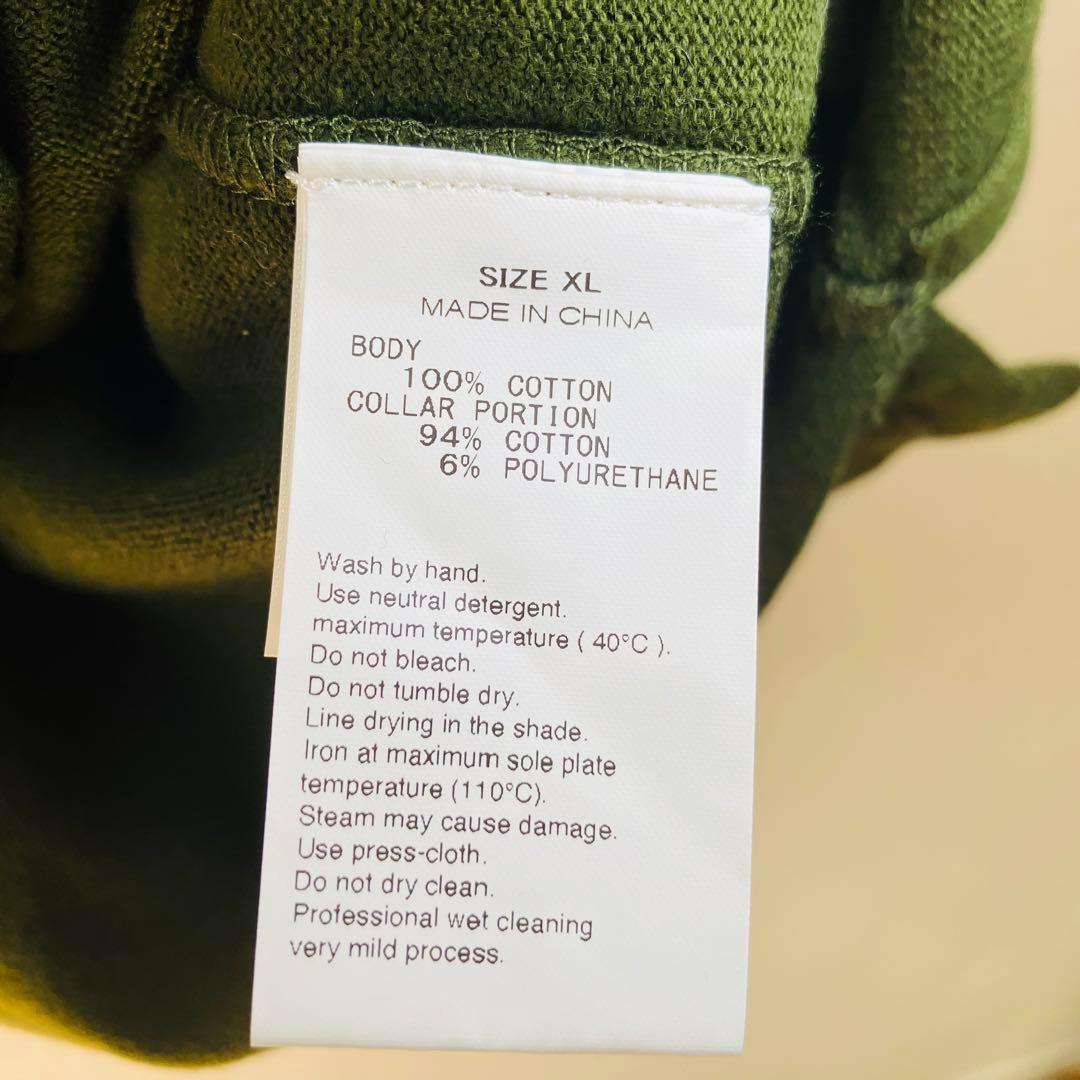 SIZE XL
MADE IN CHINA
BODY
100% COTTON
COLLAR PORTION
94% COTTON
6% POLYURETHANE
Wash by hand.
Use neutral detergent.
maximum temperature ( 40°C ).
Do not bleach.
Do not tumble dry.
Line drying in the shade.
Iron at maximum sole plate
temperature (110°C).
Steam may cause damage.
Use press-cloth.
Do not dry clean.
Professional wet cleaning
very mild process.